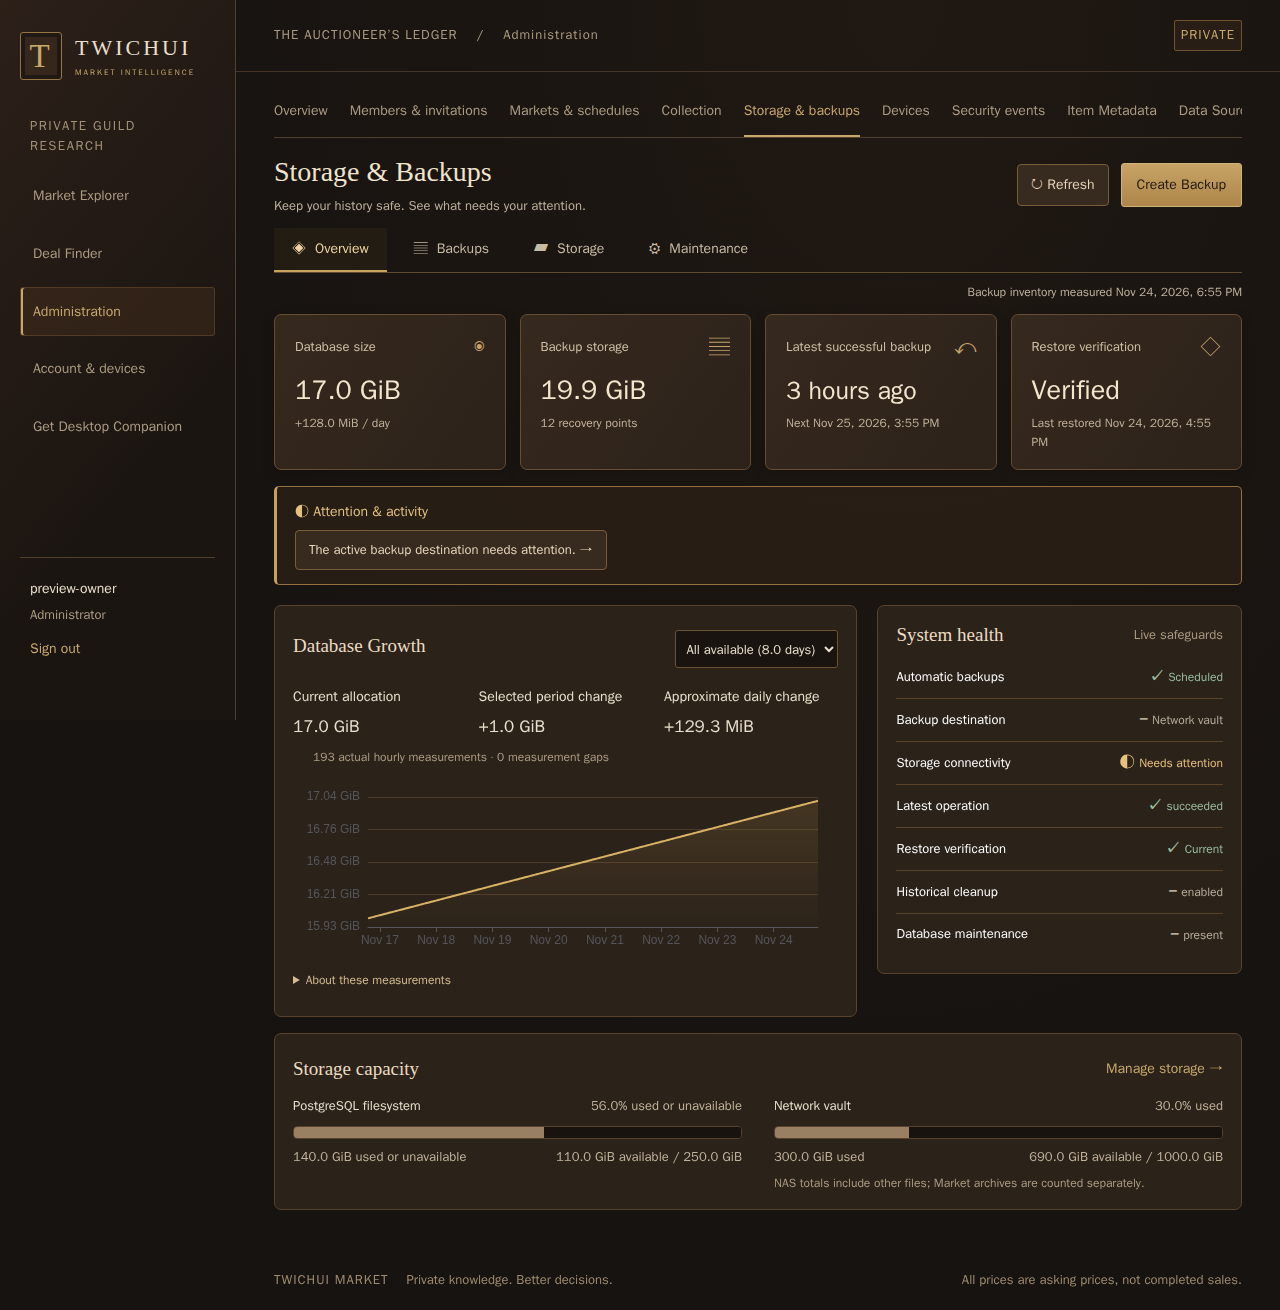 T
TWICHUI
MARKET INTELLIGENCE
PRIVATE GUILD
RESEARCH
Market Explorer
Deal Finder
Administration
Account & devices
Get Desktop Companion
preview-owner
Administrator
Sign out
THE AUCTIONEER'S LEDGER / Administration
PRIVATE
Overview Members & invitations Markets & schedules Collection Storage & backups Devices Security events Item Metadata Data Sour
Storage & Backups
Keep your history safe. See what needs your attention.
↻ Refresh Create Backup
Overview Backups Storage Maintenance
Backup inventory measured Nov 24, 2026, 6:55 PM
Database size
17.0 GiB
+128.0 MiB / day
Backup storage
19.9 GiB
12 recovery points
Latest successful backup
3 hours ago
Next Nov 25, 2026, 3:55 PM
Restore verification
Verified
Last restored Nov 24, 2026, 4:55
PM
Attention & activity
The active backup destination needs attention. →
Database Growth
All available (8.0 days)
Current allocation
17.0 GiB
Selected period change
+1.0 GiB
Approximate daily change
+129.3 MiB
193 actual hourly measurements · 0 measurement gaps
17.04 GiB
16.76 GiB
16.48 GiB
16.21 GiB
15.93 GiB
Nov 17 Nov 18 Nov 19 Nov 20 Nov 21 Nov 22 Nov 23 Nov 24
▶ About these measurements
System health Live safeguards
Automatic backups ✓ Scheduled
Backup destination – Network vault
Storage connectivity Needs attention
Latest operation ✓ succeeded
Restore verification ✓ Current
Historical cleanup – enabled
Database maintenance – present
Storage capacity Manage storage →
PostgreSQL filesystem 56.0% used or unavailable
140.0 GiB used or unavailable 110.0 GiB available / 250.0 GiB
Network vault 30.0% used
300.0 GiB used 690.0 GiB available / 1000.0 GiB
NAS totals include other files; Market archives are counted separately.
TWICHUI MARKET Private knowledge. Better decisions.
All prices are asking prices, not completed sales.